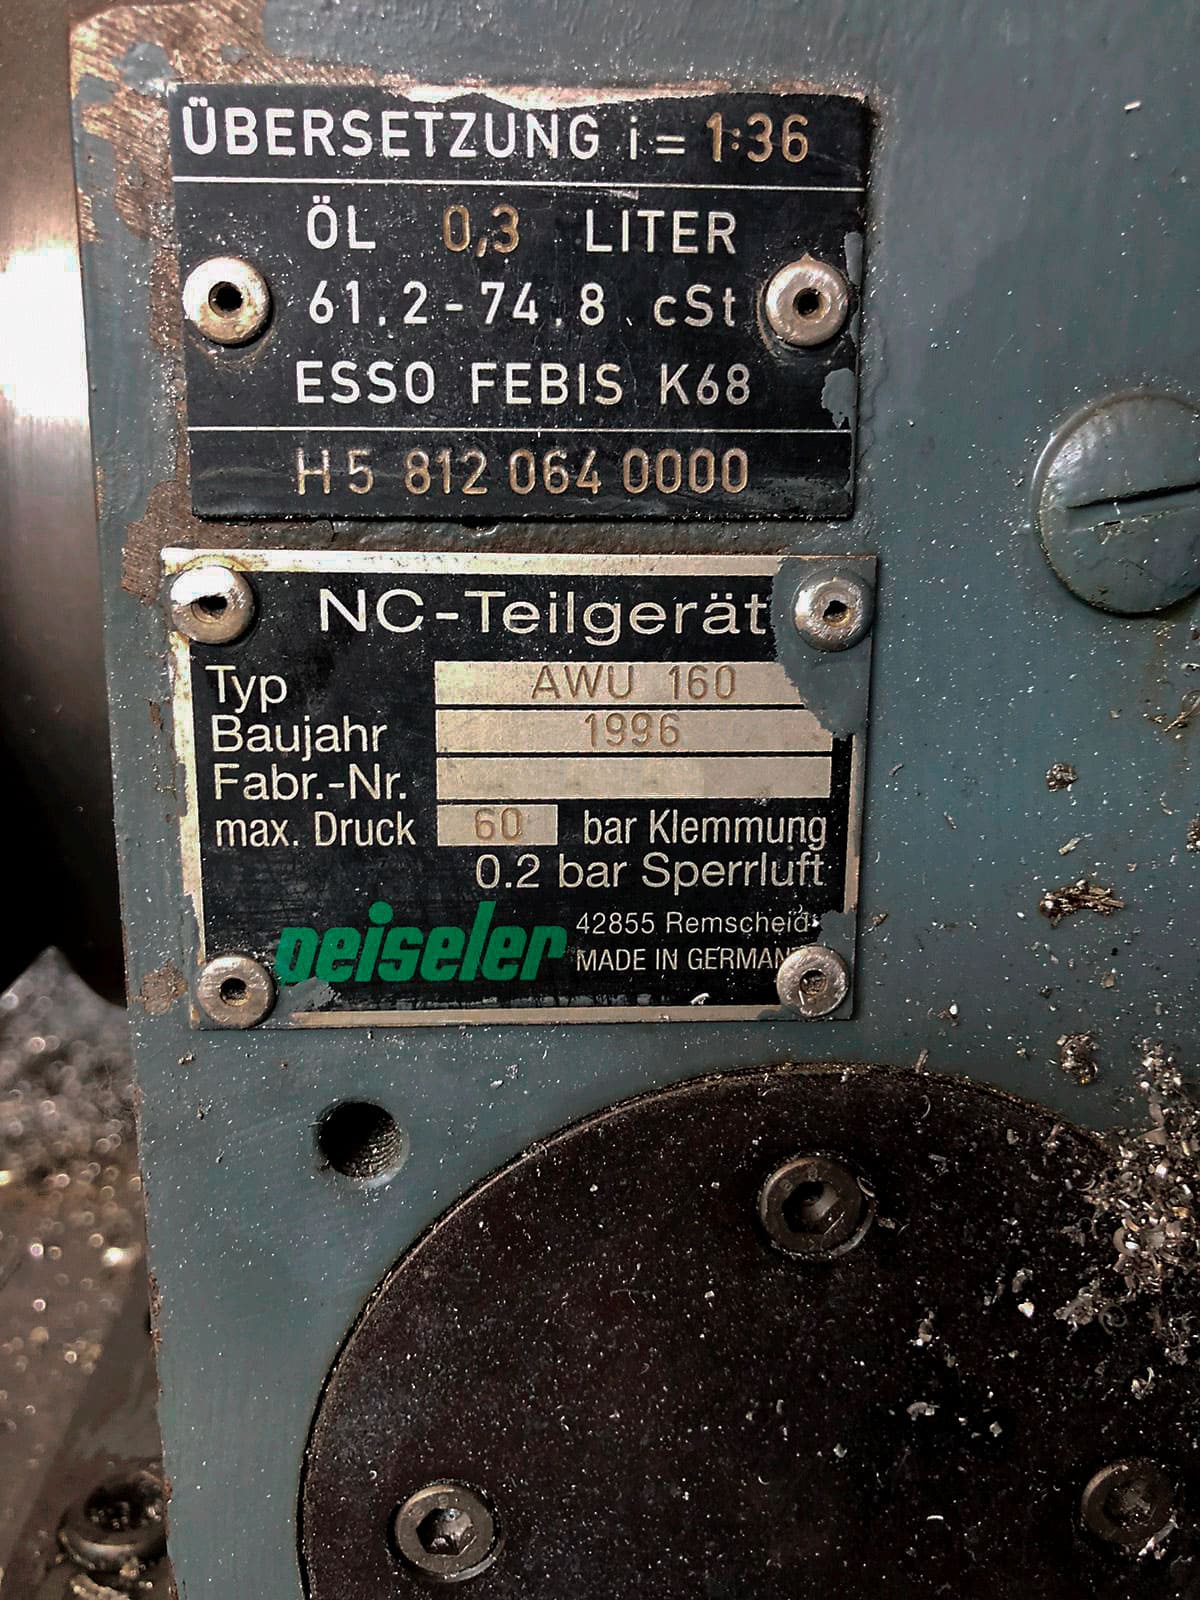 ÜBERSETZUNG i = 1:36
ÖL 0,3 LITER
61.2-74.8 cSt
ESSO FEBIS K68
H5 812 064 0000
NC-Teilgerät
Typ AWU 160
Baujahr 1996
Fabr.-Nr.
max. Druck 60 bar Klemmung
0.2 bar Sperrluft
peiseler 42855 Remscheid
MADE IN GERMANY